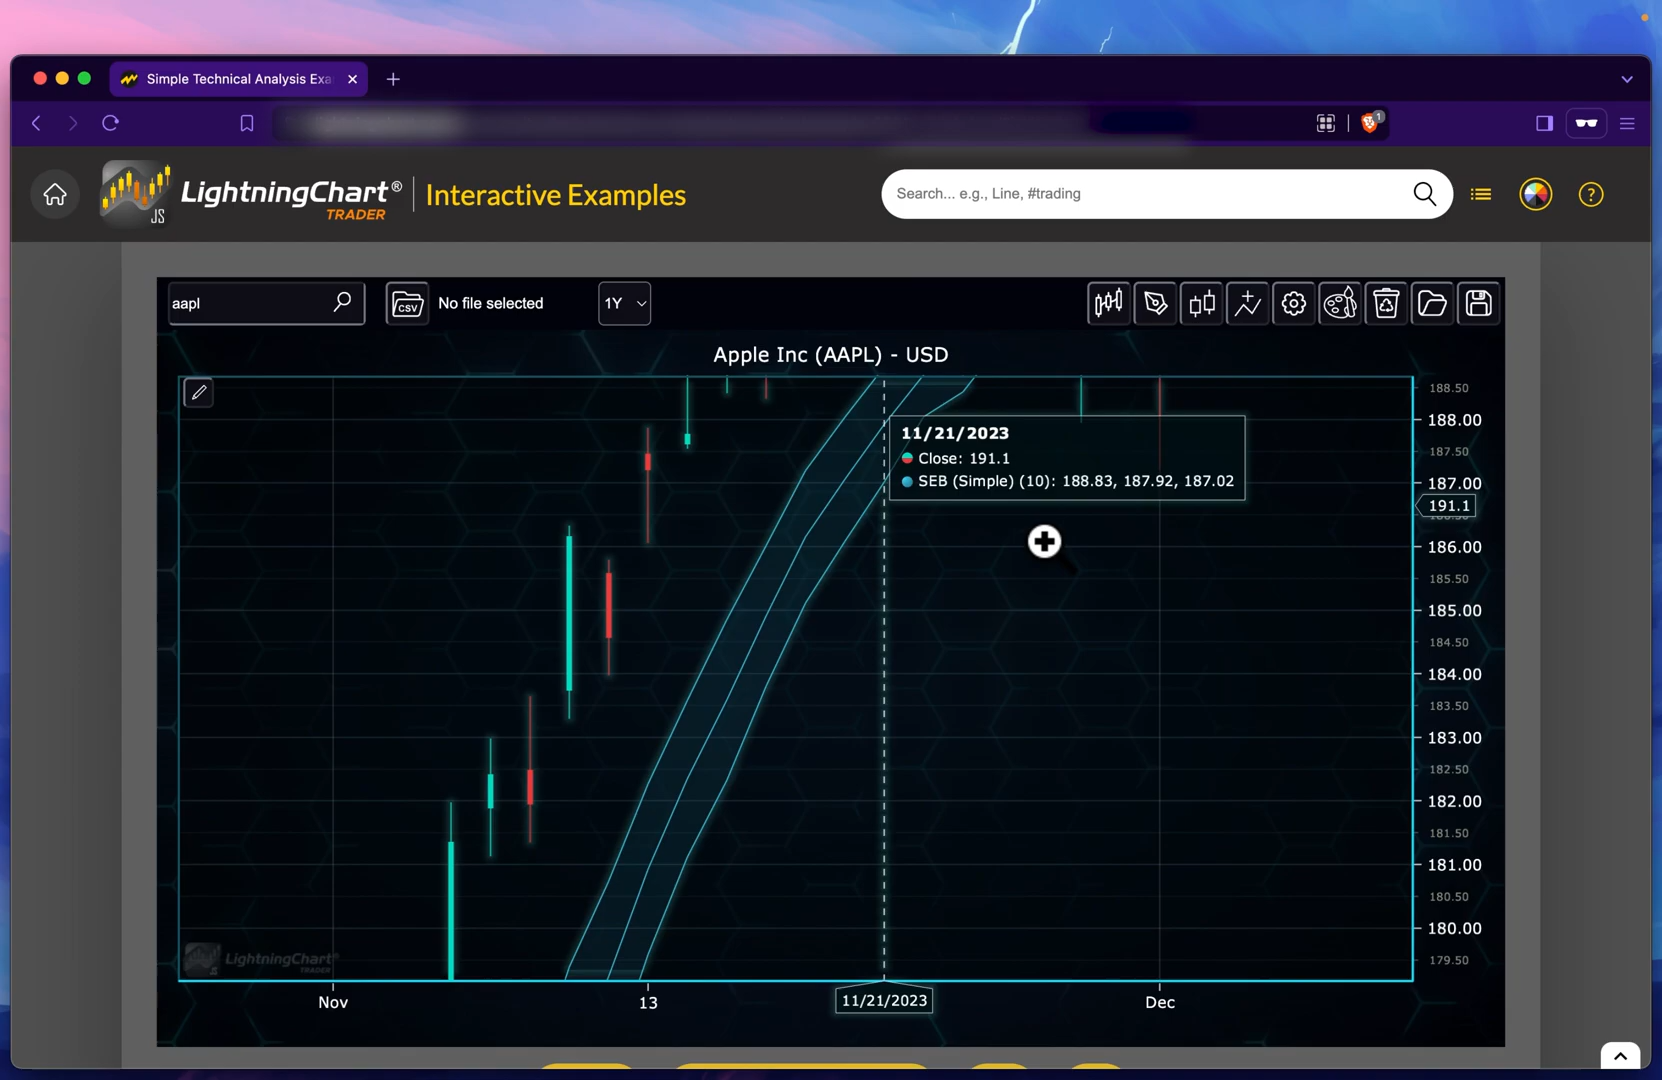 Simple Technical Analysis Exa
1
LightningChart®
TRADER
JS
Interactive Examples
Search... e.g., Line, #trading
?
aapl
CSV
No file selected
1Y
Apple Inc (AAPL) - USD
188.50
188.00
187.50
187.00
191.1
186.00
185.50
185.00
184.50
184.00
183.50
183.00
182.50
182.00
181.50
181.00
180.50
180.00
179.50
11/21/2023
Close: 191.1
SEB (Simple) (10): 188.83, 187.92, 187.02
LightningChart®
TRADER
Nov
13
11/21/2023
Dec